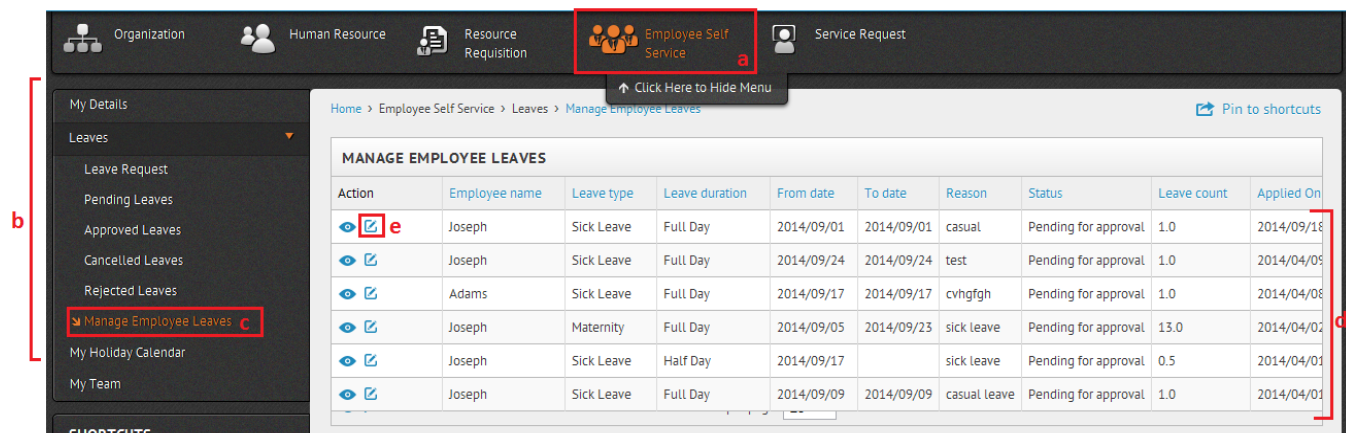 Organization
Human Resource
Resource
Requisition
Employee Self
Service
a
Service Request
Click Here to Hide Menu
b
My Details
Leaves
Leave Request
Pending Leaves
Approved Leaves
Cancelled Leaves
Rejected Leaves
Manage Employee Leaves c
My Holiday Calendar
My Team
SHORTCUTS
Home > Employee Self Service > Leaves > Manage Employee Leaves
Pin to shortcuts
MANAGE EMPLOYEE LEAVES
Action Employee name Leave type Leave duration From date To date Reason Status Leave count Applied On
e Joseph Sick Leave Full Day 2014/09/01 2014/09/01 casual Pending for approval 1.0 2014/09/18
Joseph Sick Leave Full Day 2014/09/24 2014/09/24 test Pending for approval 1.0 2014/04/09
Adams Sick Leave Full Day 2014/09/17 2014/09/17 cvhgfgh Pending for approval 1.0 2014/04/08
Joseph Maternity Full Day 2014/09/05 2014/09/23 sick leave Pending for approval 13.0 2014/04/02
d
Joseph Sick Leave Half Day 2014/09/17 sick leave Pending for approval 0.5 2014/04/01
Joseph Sick Leave Full Day 2014/09/09 2014/09/09 casual leave Pending for approval 1.0 2014/04/01